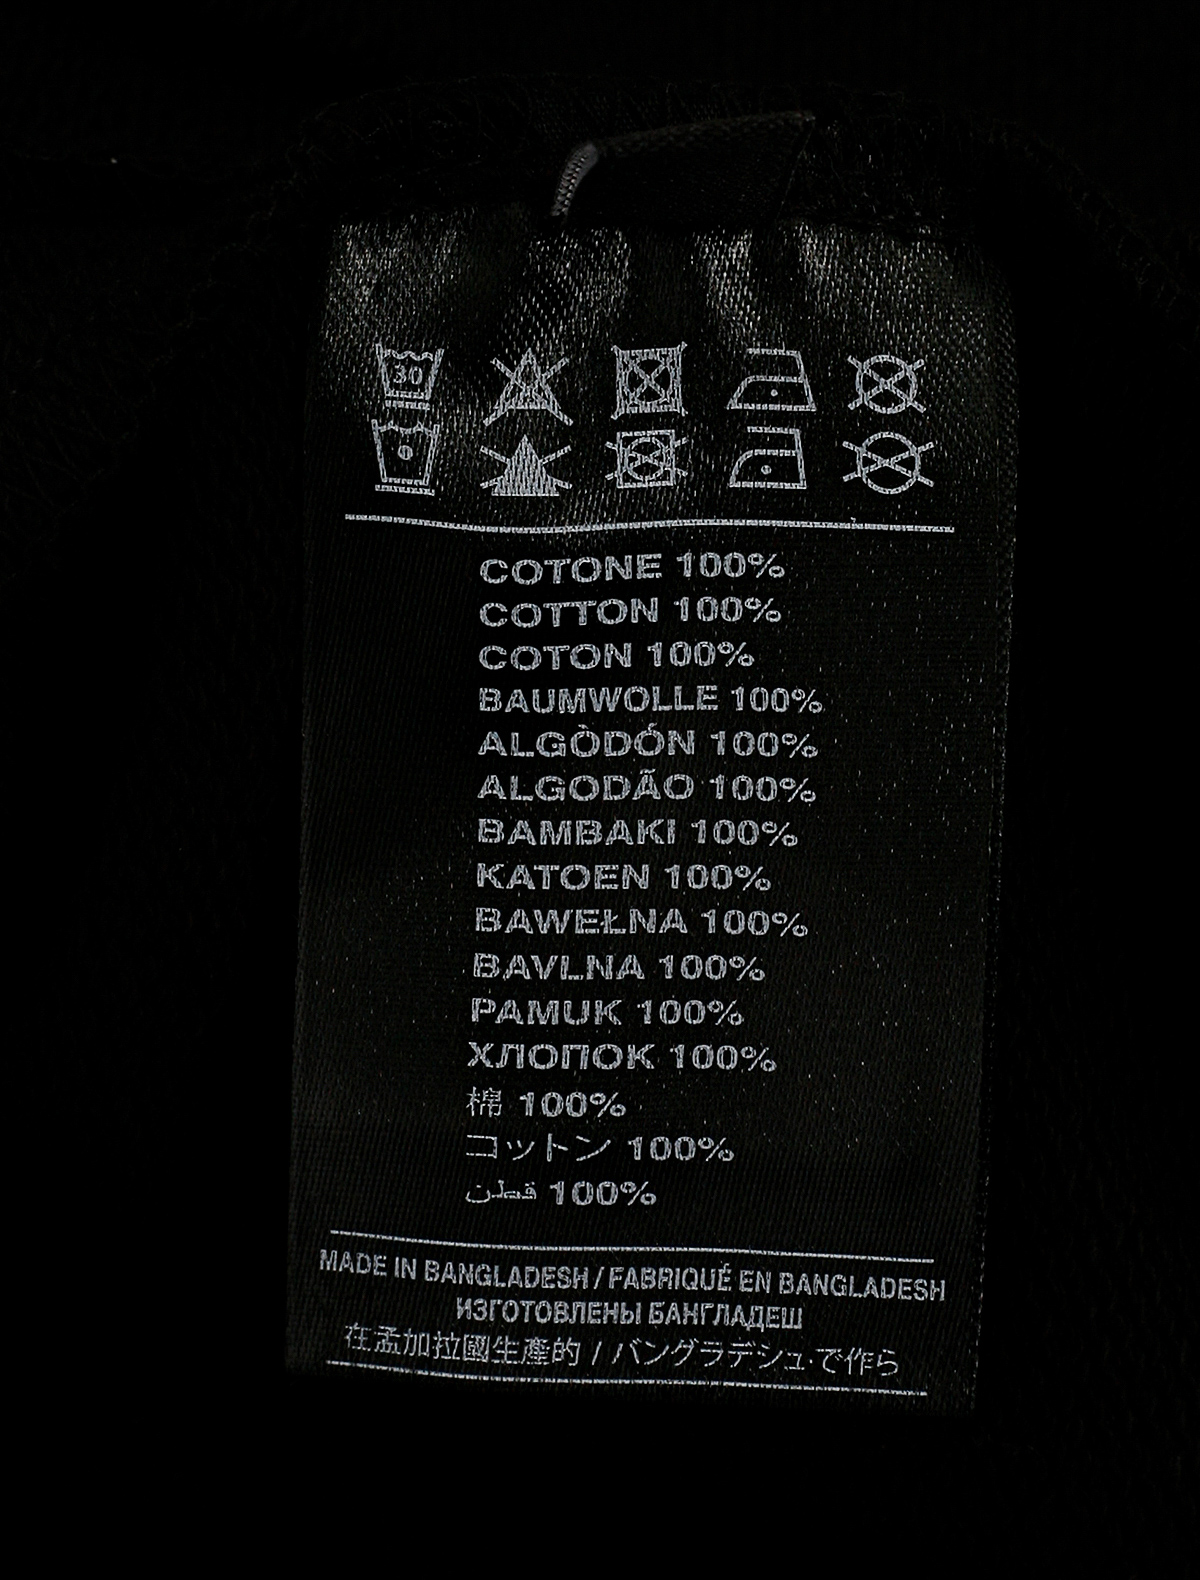 30
COTONE 100%
COTTON 100%
COTON 100%
BAUMWOLLE 100%
ALGÒDÓN 100%
ALGODÃO 100%
BAMBAKI 100%
KATOEN 100%
BAWEŁNA 100%
BAVLNA 100%
PAMUK 100%
ХЛОПОК 100%
棉 100%
コットン 100%
قطن 100%
MADE IN BANGLADESH / FABRIQUÉ EN BANGLADESH
ИЗГОТОВЛЕНЫ БАНГЛАДЕШ
在孟加拉國生產的 / バングラデシュで作ら